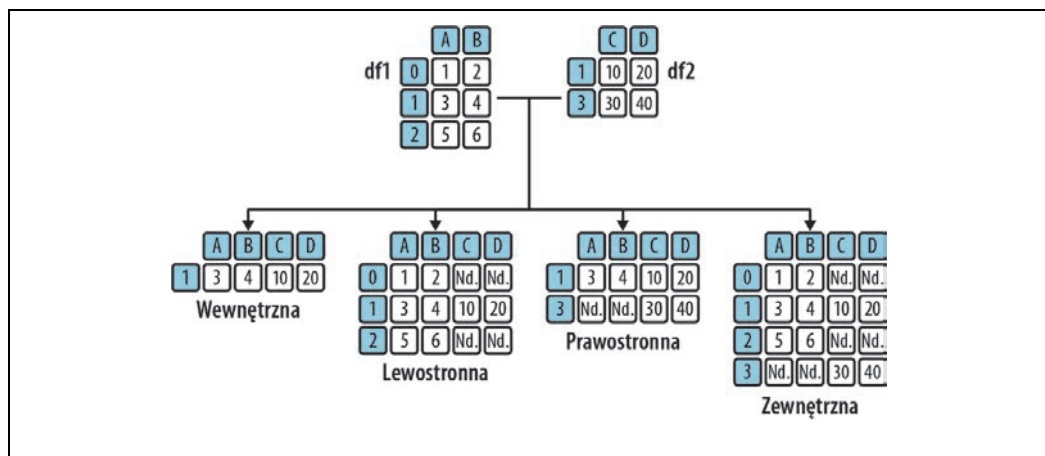 A B
df1 0 1 2
1 3 4
2 5 6
C D
1 10 20 df2
3 30 40
A B C D
1 3 4 10 20
Wewnętrzna
A B C D
0 1 2 Nd. Nd.
1 3 4 10 20
2 5 6 Nd. Nd.
Lewostronna
A B C D
1 3 4 10 20
3 Nd. Nd. 30 40
Prawostronna
A B C D
0 1 2 Nd. Nd.
1 3 4 10 20
2 5 6 Nd. Nd.
3 Nd. Nd. 30 40
Zewnętrzna